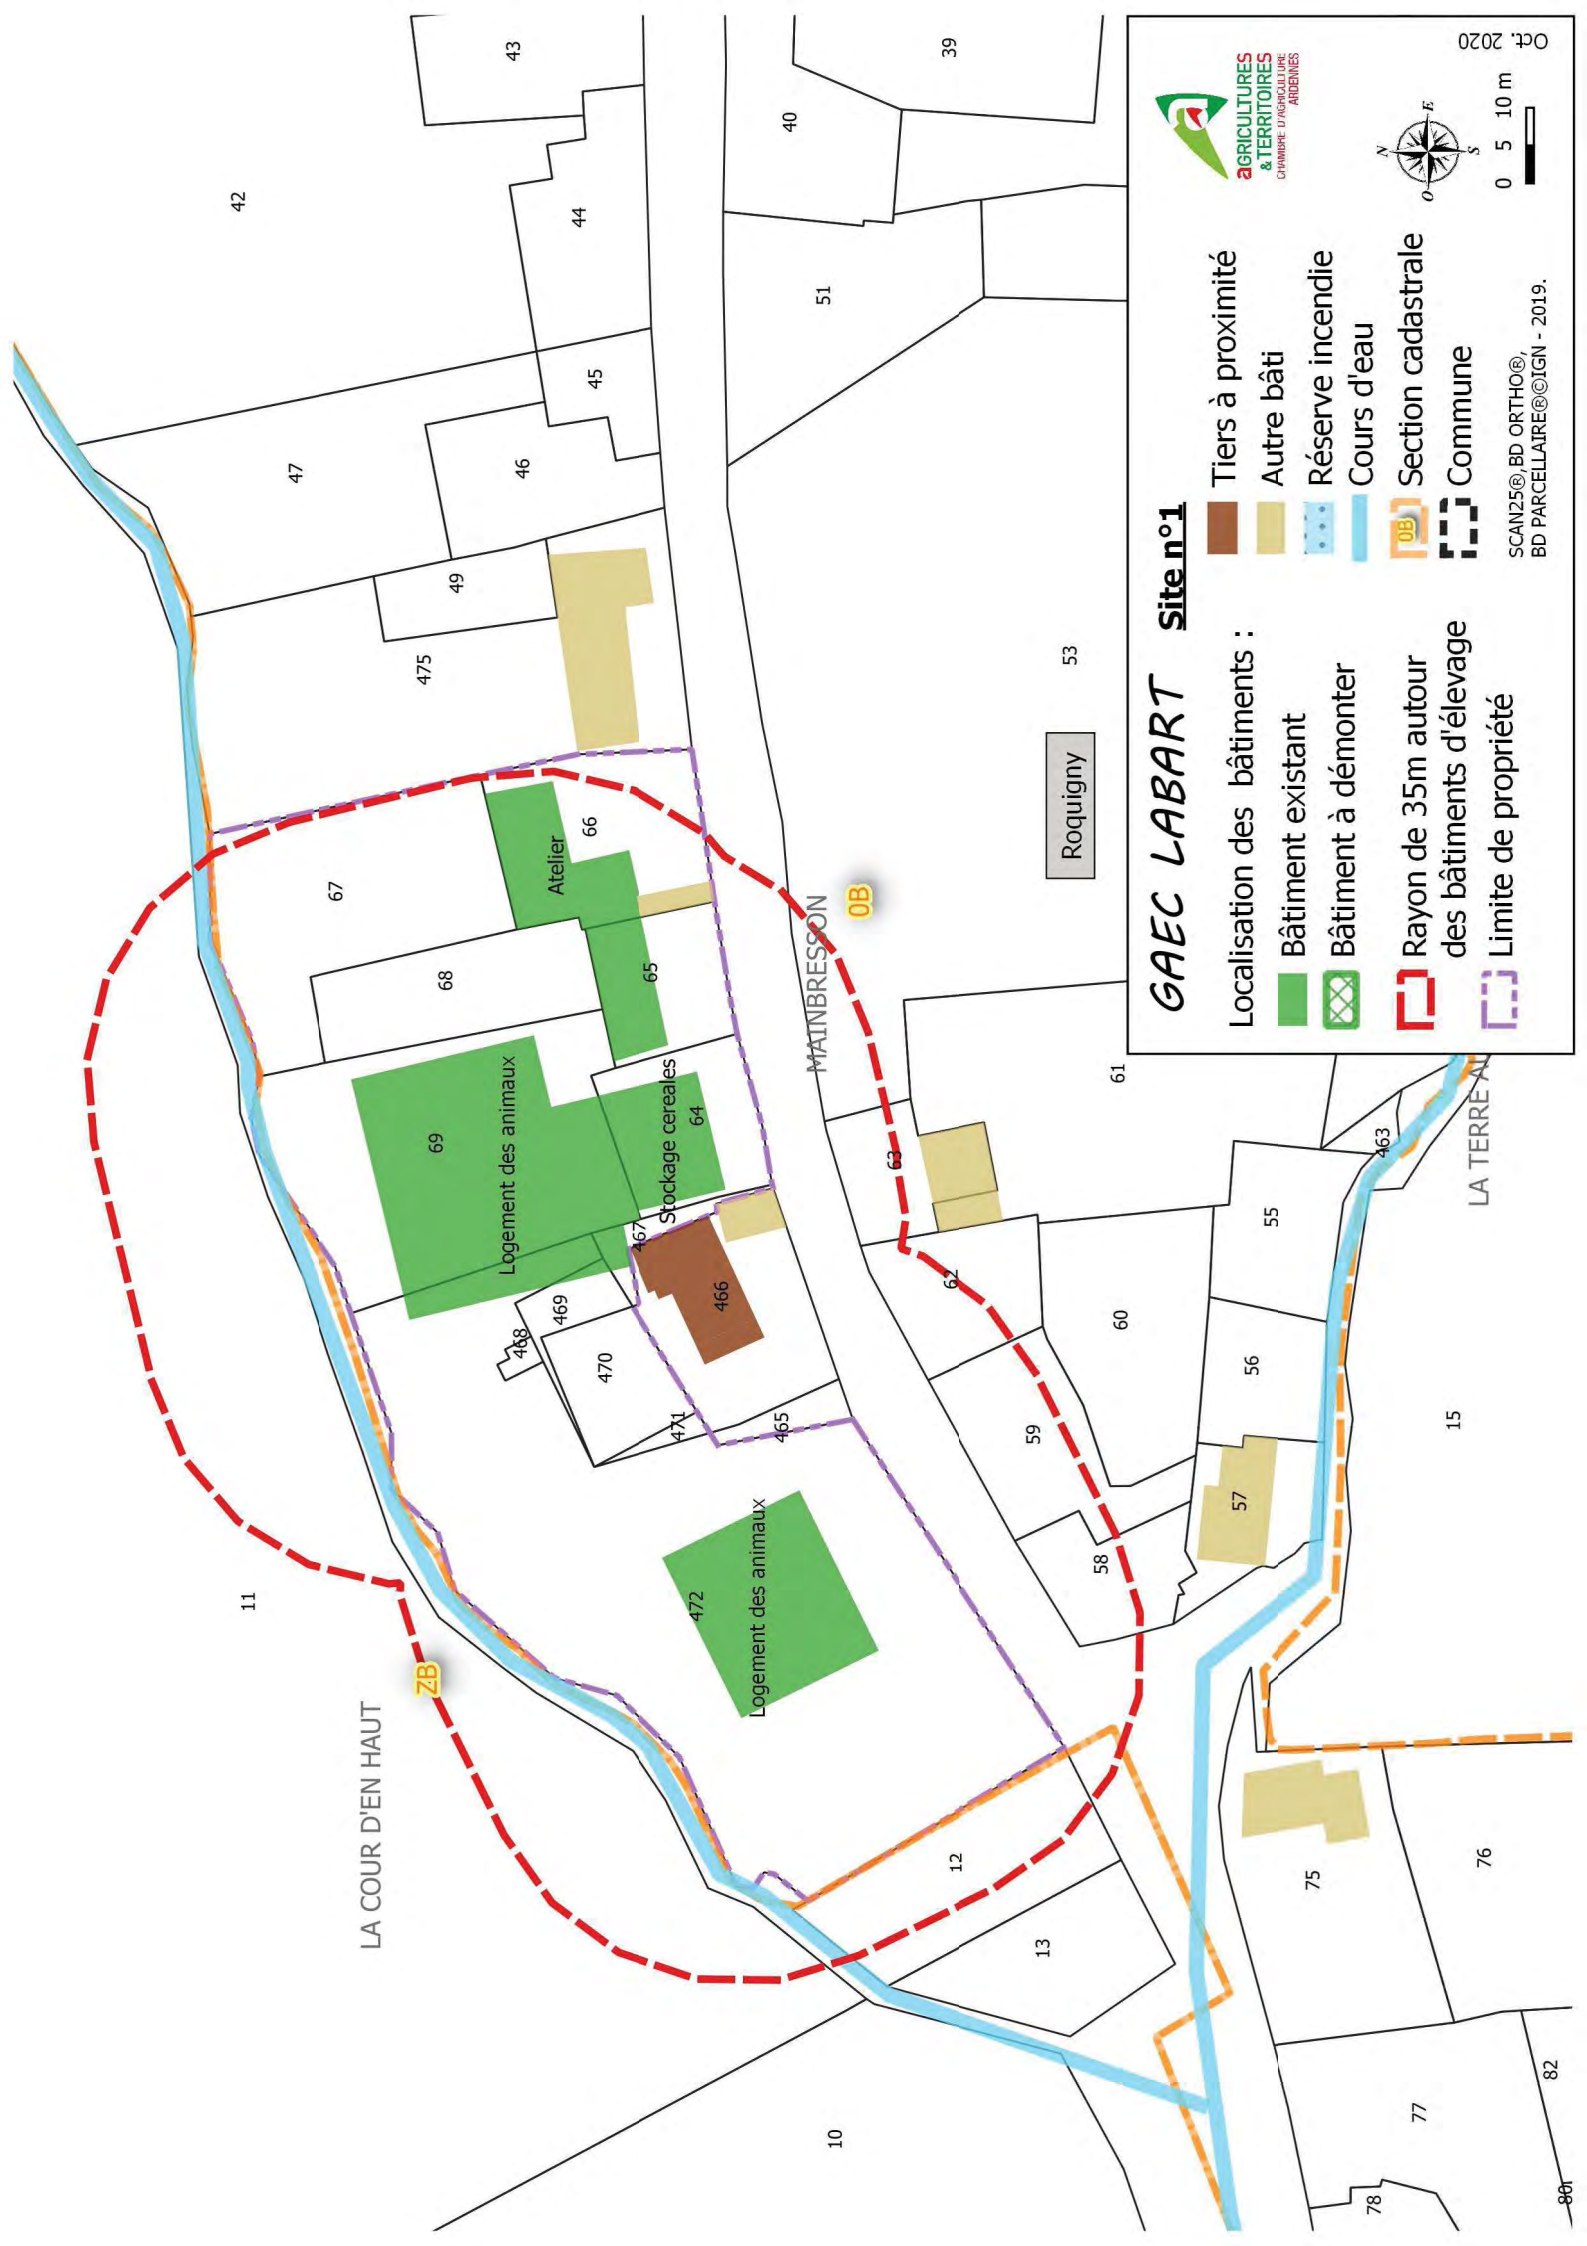 43
42
44
39
40
51
45
46
47
49
475
53
Roquigny
66
Atelier
67
68
65
MAINBRESSON
0B
69
Logement des animaux
Stockage cereales
64
467
466
468
469
470
471
465
472
Logement des animaux
11
ZB
LA COUR D'EN HAUT
63
61
62
60
59
58
57
56
55
463
LA TERRE AU
15
12
13
10
75
76
77
78
82
GAEC LABART Site n°1
Localisation des bâtiments :
Bâtiment existant
Bâtiment à démonter
Rayon de 35m autour
des bâtiments d'élevage
Limite de propriété
Tiers à proximité
Autre bâti
Réserve incendie
Cours d'eau
0B Section cadastrale
Commune
SCAN25®,BD ORTHO®,
BD PARCELLAIRE®©IGN - 2019.
AGRICULTURES
& TERRITOIRES
CHAMBRE D'AGRICULTURE
ARDENNES
N
O
E
S
0 5 10 m
Oct. 2020